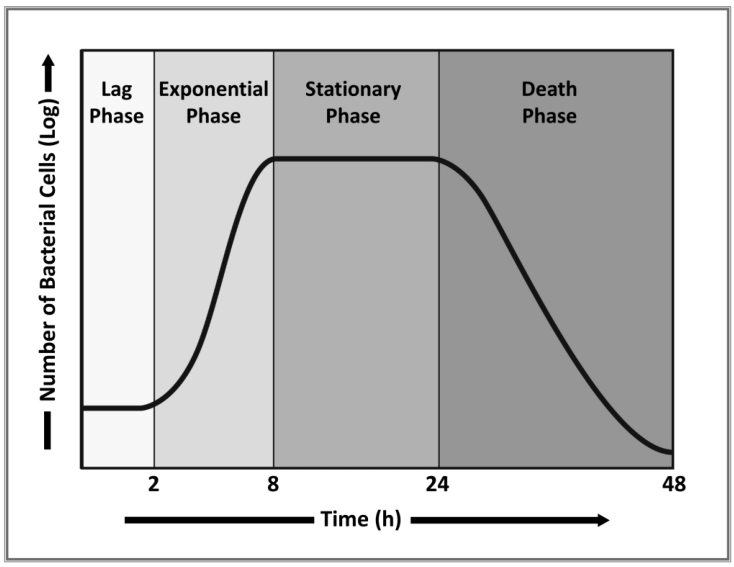 Lag
Phase
Exponential
Phase
Stationary
Phase
Death
Phase
Number of Bacterial Cells (Log)
2
8
24
48
Time (h)